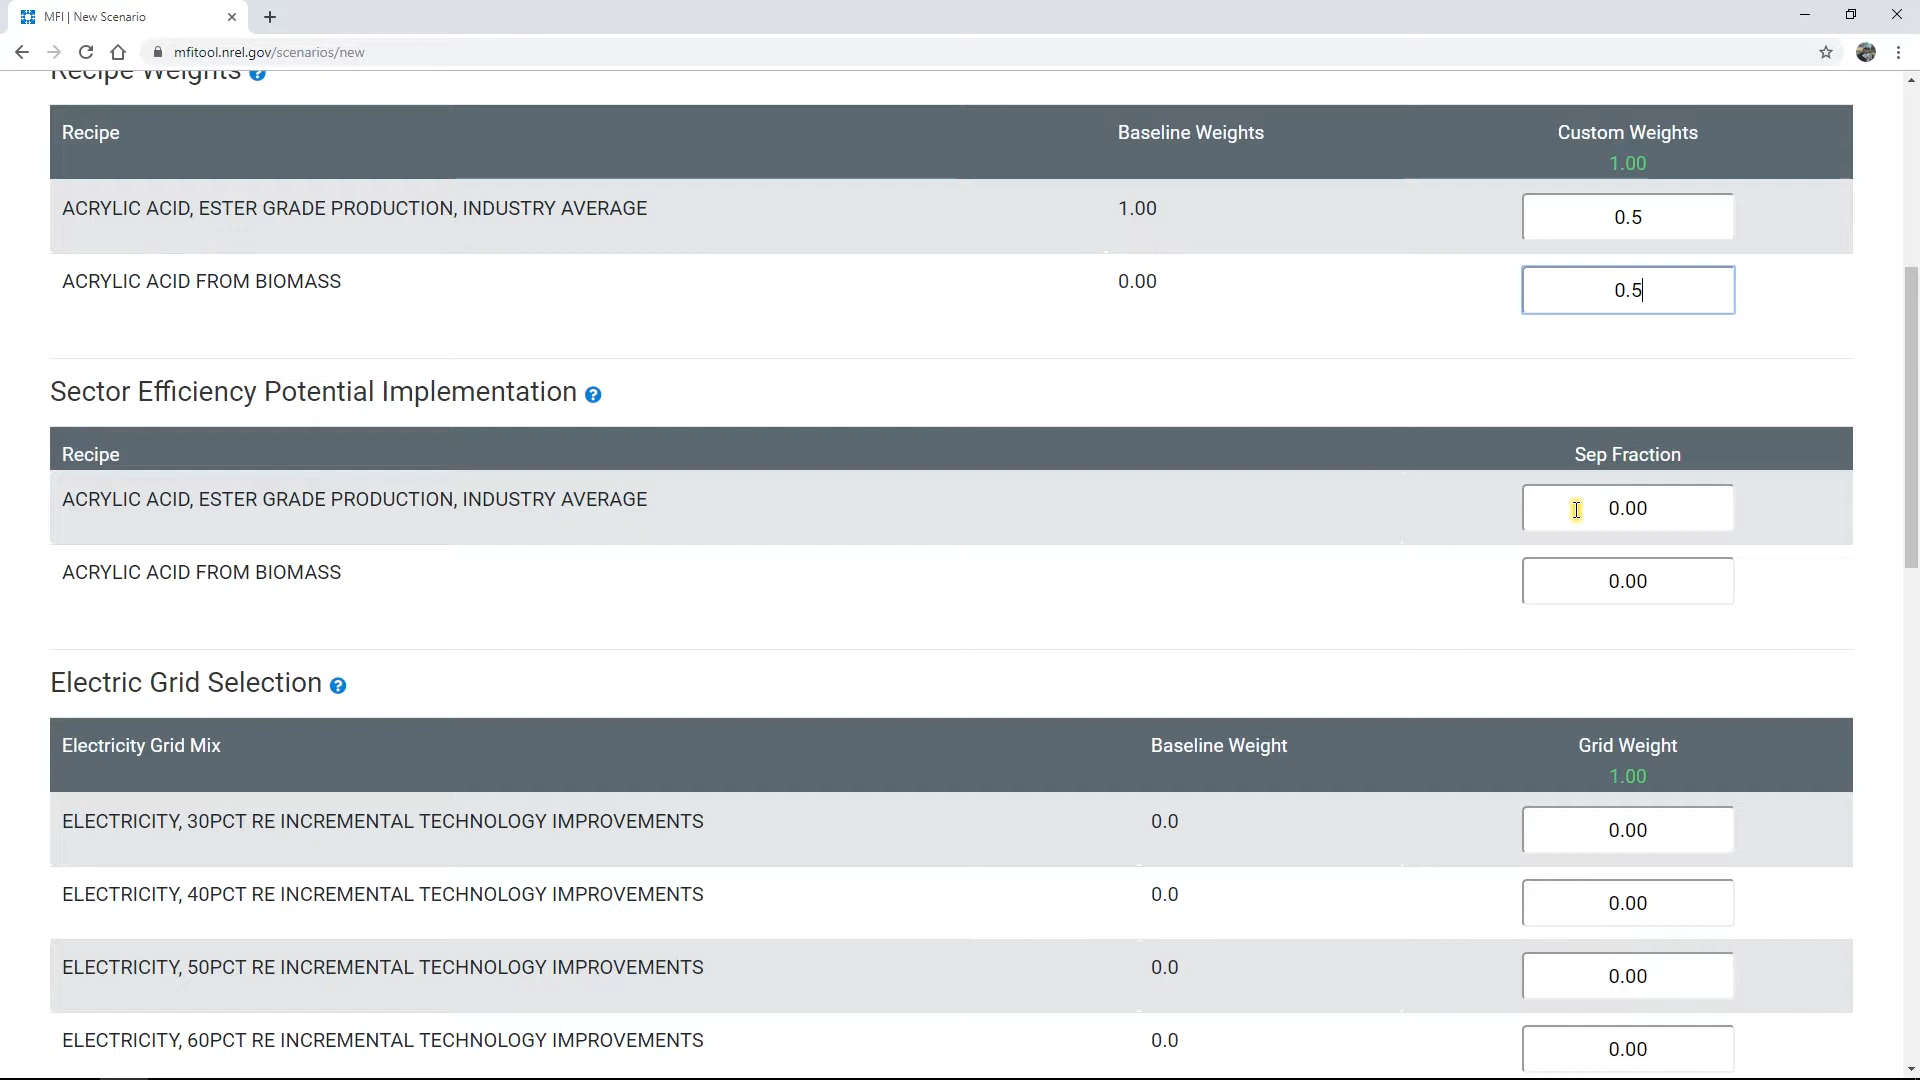 MFI | New Scenario
mfitool.nrel.gov/scenarios/new
Recipe Weights ?
Recipe Baseline Weights Custom Weights
1.00
ACRYLIC ACID, ESTER GRADE PRODUCTION, INDUSTRY AVERAGE 1.00 0.5
ACRYLIC ACID FROM BIOMASS 0.00 0.5
Sector Efficiency Potential Implementation ?
Recipe Sep Fraction
ACRYLIC ACID, ESTER GRADE PRODUCTION, INDUSTRY AVERAGE 0.00
ACRYLIC ACID FROM BIOMASS 0.00
Electric Grid Selection ?
Electricity Grid Mix Baseline Weight Grid Weight
1.00
ELECTRICITY, 30PCT RE INCREMENTAL TECHNOLOGY IMPROVEMENTS 0.0 0.00
ELECTRICITY, 40PCT RE INCREMENTAL TECHNOLOGY IMPROVEMENTS 0.0 0.00
ELECTRICITY, 50PCT RE INCREMENTAL TECHNOLOGY IMPROVEMENTS 0.0 0.00
ELECTRICITY, 60PCT RE INCREMENTAL TECHNOLOGY IMPROVEMENTS 0.0 0.00